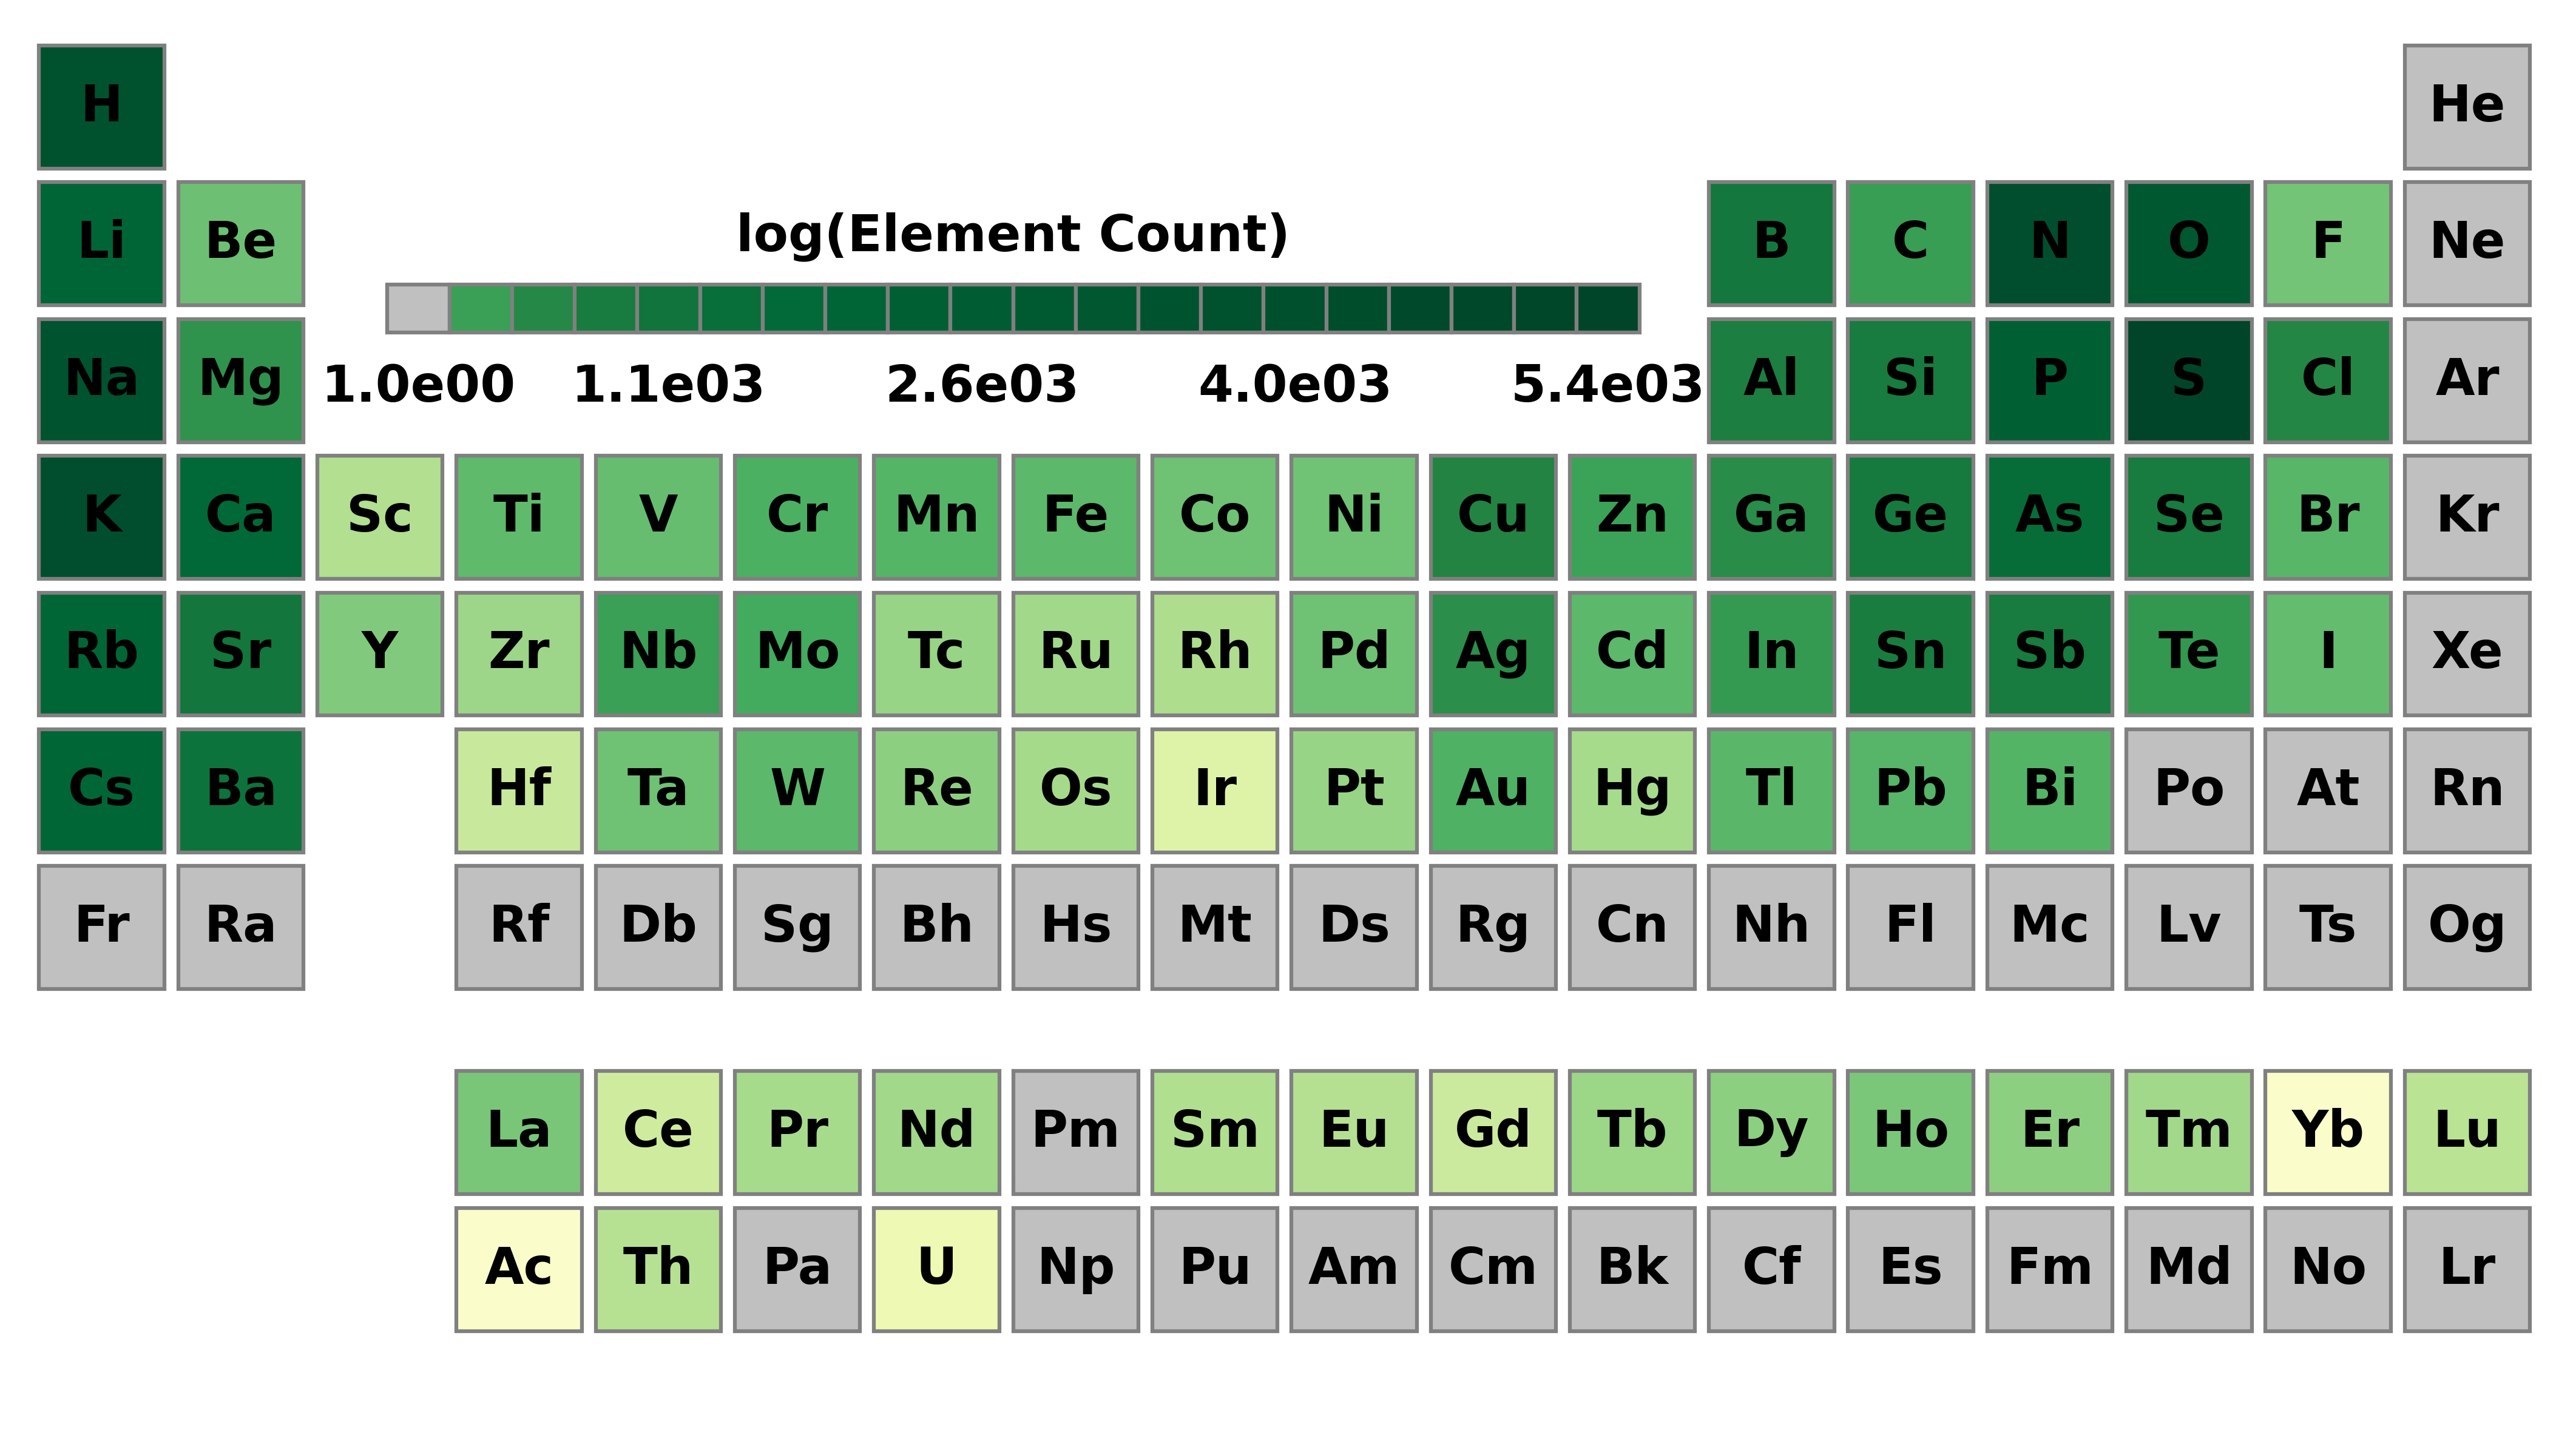 H He
Li Be B C N O F Ne
log(Element Count)
Na Mg Al Si P S Cl Ar
1.0e00 1.1e03 2.6e03 4.0e03 5.4e03
K Ca Sc Ti V Cr Mn Fe Co Ni Cu Zn Ga Ge As Se Br Kr
Rb Sr Y Zr Nb Mo Tc Ru Rh Pd Ag Cd In Sn Sb Te I Xe
Cs Ba Hf Ta W Re Os Ir Pt Au Hg Tl Pb Bi Po At Rn
Fr Ra Rf Db Sg Bh Hs Mt Ds Rg Cn Nh Fl Mc Lv Ts Og
La Ce Pr Nd Pm Sm Eu Gd Tb Dy Ho Er Tm Yb Lu
Ac Th Pa U Np Pu Am Cm Bk Cf Es Fm Md No Lr